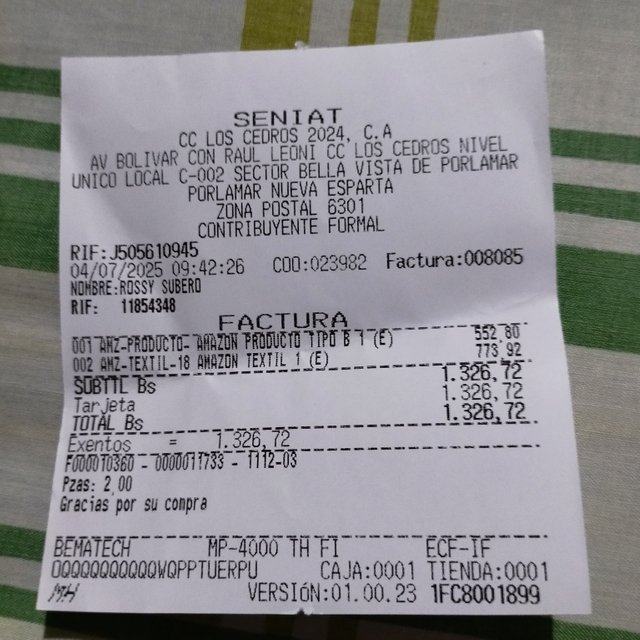 SENIAT
CC LOS CEDROS 2024, C.A
AV BOLIVAR CON RAUL LEONI CC LOS CEDROS NIVEL
UNICO LOCAL C-002 SECTOR BELLA VISTA DE PORLAMAR
PORLAMAR NUEVA ESPARTA
ZONA POSTAL 6301
CONTRIBUYENTE FORMAL
RIF:J505610945
04/07/2025 09:42:26 COO:023982 Factura:008085
NOMBRE:ROSSY SUBERO
RIF: 11854348
FACTURA
001 AMZ-PRODUCTO- AMAZON PRODUCTO TIPO B 1 (E) 552,80
002 AMZ-TEXTIL-18 AMAZON TEXTIL 1 (E) 773,92
SUBTTL Bs 1.326,72
Tarjeta 1.326,72
TOTAL Bs 1.326,72
Exentos = 1.326,72
F000010360 - 0000011733 - 1112-03
Pzas: 2,00
Gracias por su compra
BEMATECH MP-4000 TH FI ECF-IF
QQQQQQQQQQQWQPPTUERPU CAJA:0001 TIENDA:0001
MH VERSIÓN:01.00.23 1FC8001899